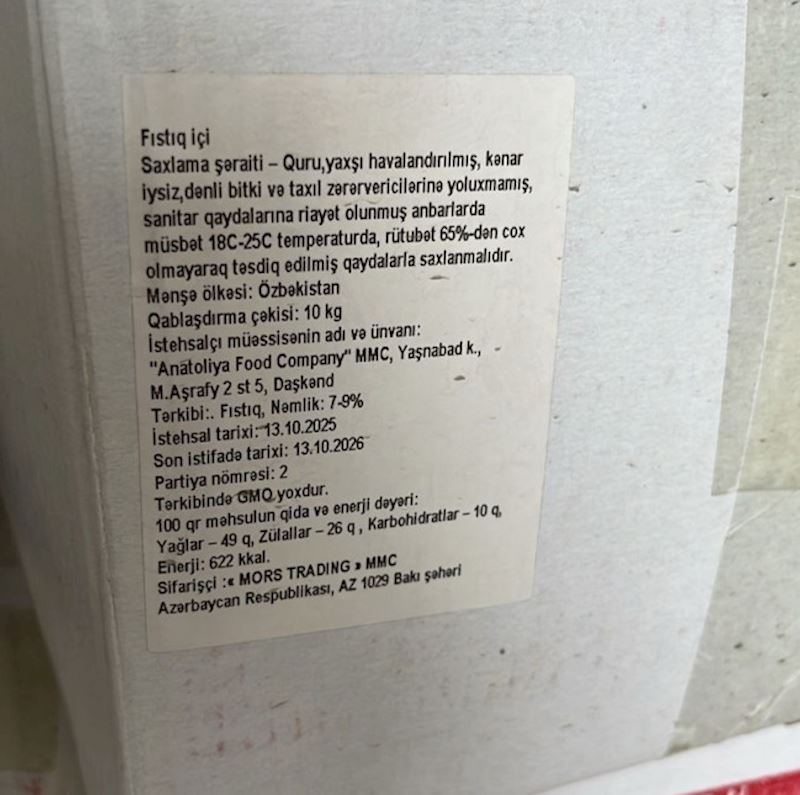 Fıstıq içi
Saxlama şəraiti – Quru,yaxşı havalandırılmış, kənar
iysiz,dənli bitki və taxıl zərərvericilərinə yoluxmamış,
sanitar qaydalarına riayət olunmuş anbarlarda
müsbət 18C-25C temperaturda, rütubət 65%-dən cox
olmayaraq təsdiq edilmiş qaydalarla saxlanmalıdır.
Mənşə ölkəsi: Özbəkistan
Qablaşdırma çəkisi: 10 kg
İstehsalçı müəssisənin adı və ünvanı:
"Anatoliya Food Company" MMC, Yaşnabad k.,
M.Aşrafy 2 st 5, Daşkənd
Tərkibi:. Fıstıq, Nəmlik: 7-9%
İstehsal tarixi: 13.10.2025
Son istifadə tarixi: 13.10.2026
Partiya nömrəsi: 2
Tərkibində GMO yoxdur.
100 qr məhsulun qida və enerji dəyəri:
Yağlar – 49 q, Zülallar – 26 q , Karbohidratlar – 10 q,
Enerji: 622 kkal.
Sifarişçi :« MORS TRADING » MMC
Azərbaycan Respublikası, AZ 1029 Bakı şəhəri